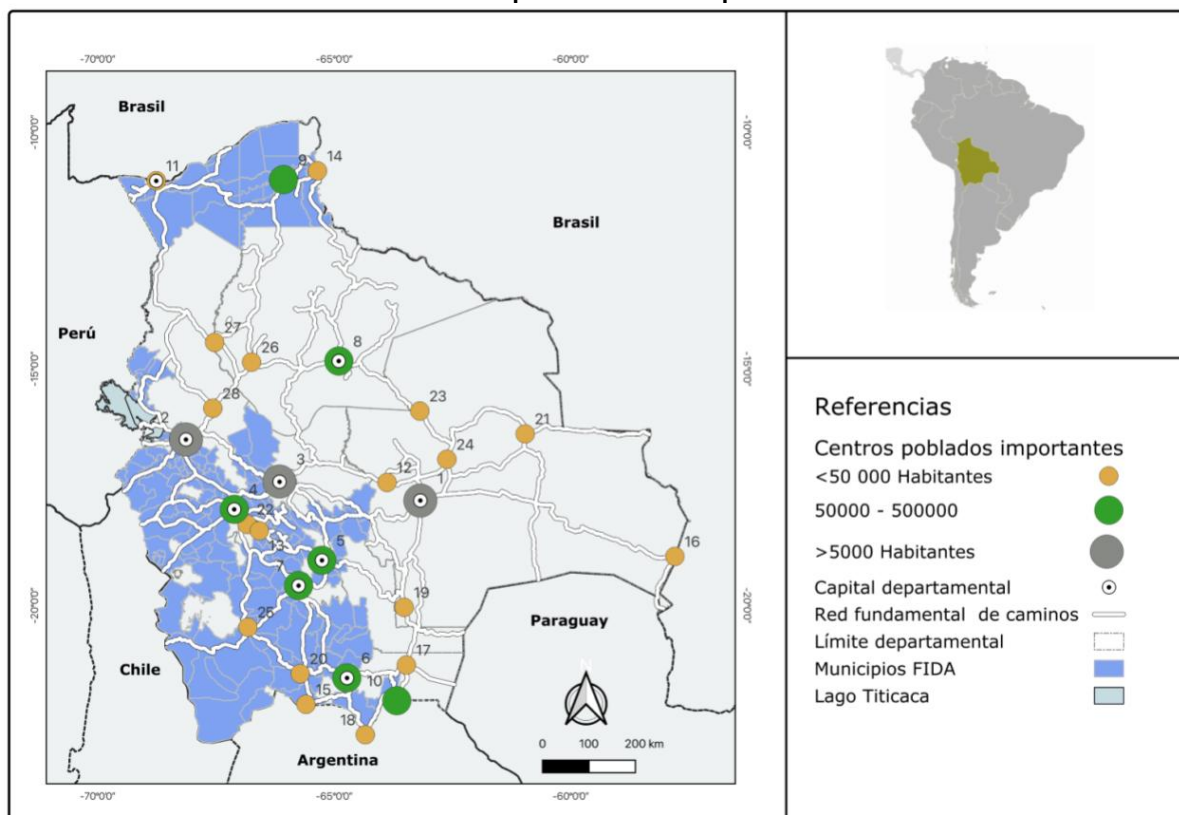 -70°0'0"
-65°0'0"
-60°0'0"
-10°0'0"
-10°0'0"
Brasil
11
9
14
Brasil
Perú
27
26
8
-15°0'0"
-15°0'0"
28
23
21
24
2
3
12
1
4
22
13
5
16
7
19
-20°0'0"
-20°0'0"
25
Paraguay
Chile
20
6
17
10
15
18
N
0 100 200 km
Argentina
-70°0'0"
-65°0'0"
-60°0'0"
Referencias
Centros poblados importantes
<50 000 Habitantes
50000 - 500000
>5000 Habitantes
Capital departamental
Red fundamental de caminos
Límite departamental
Municipios FIDA
Lago Titicaca